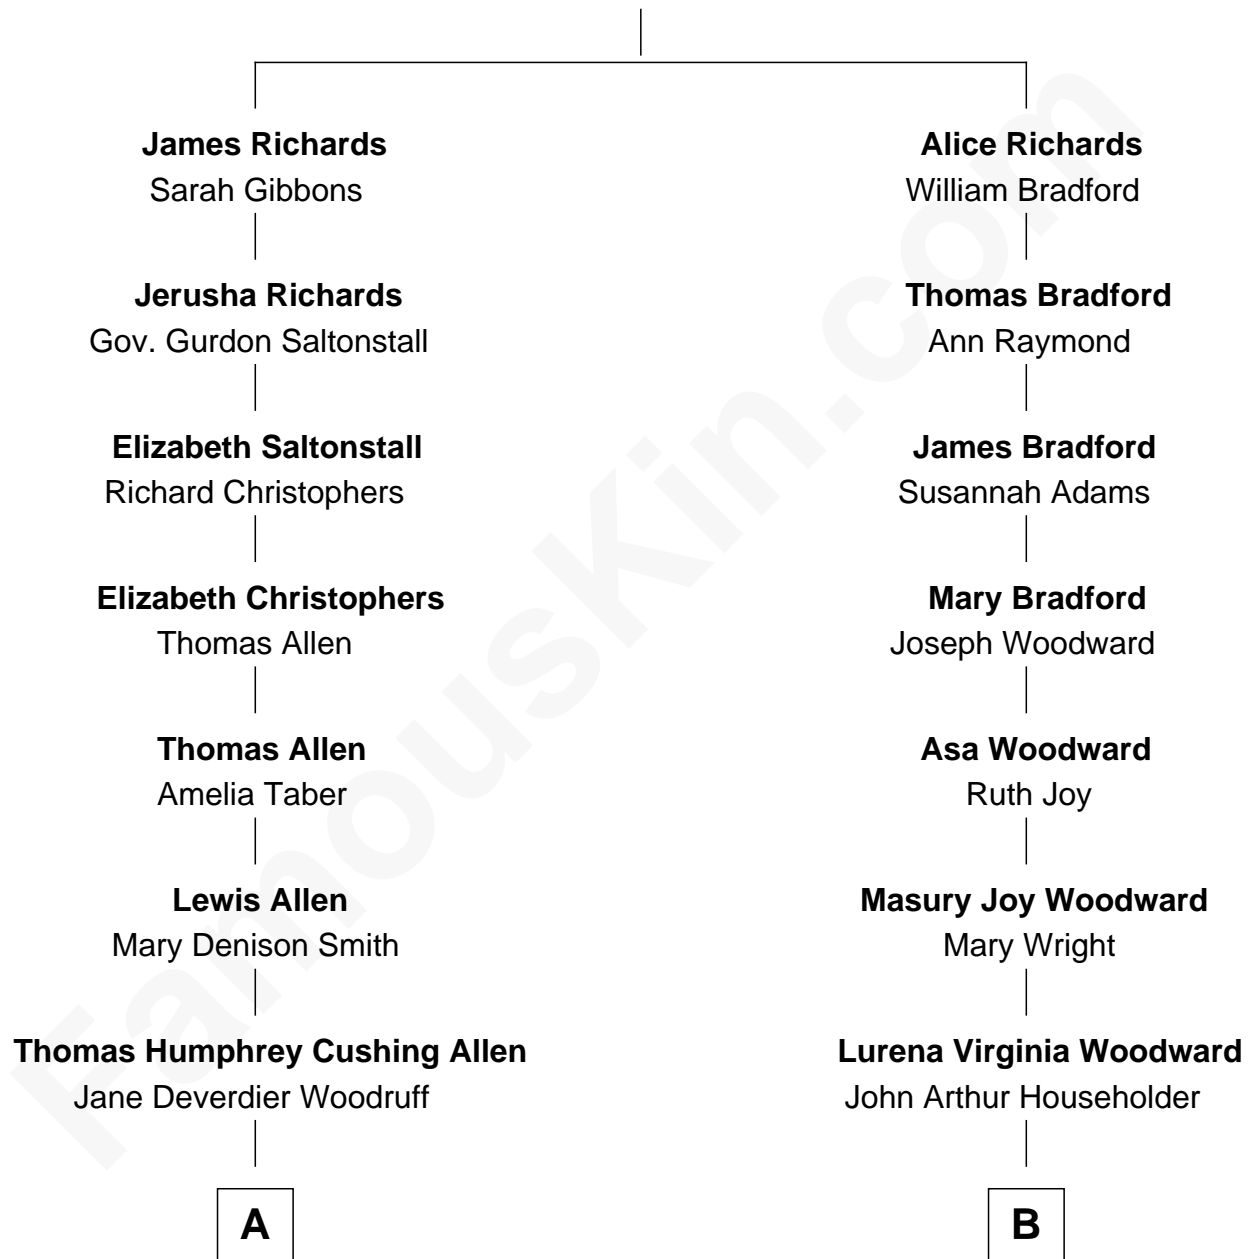 James Richards
Sarah Gibbons
Jerusha Richards
Gov. Gurdon Saltonstall
Elizabeth Saltonstall
Richard Christophers
Elizabeth Christophers
Thomas Allen
Thomas Allen
Amelia Taber
Lewis Allen
Mary Denison Smith
Thomas Humphrey Cushing Allen
Jane Deverdier Woodruff
A
Alice Richards
William Bradford
Thomas Bradford
Ann Raymond
James Bradford
Susannah Adams
Mary Bradford
Joseph Woodward
Asa Woodward
Ruth Joy
Masury Joy Woodward
Mary Wright
Lurena Virginia Woodward
John Arthur Householder
B
FamousKin.com